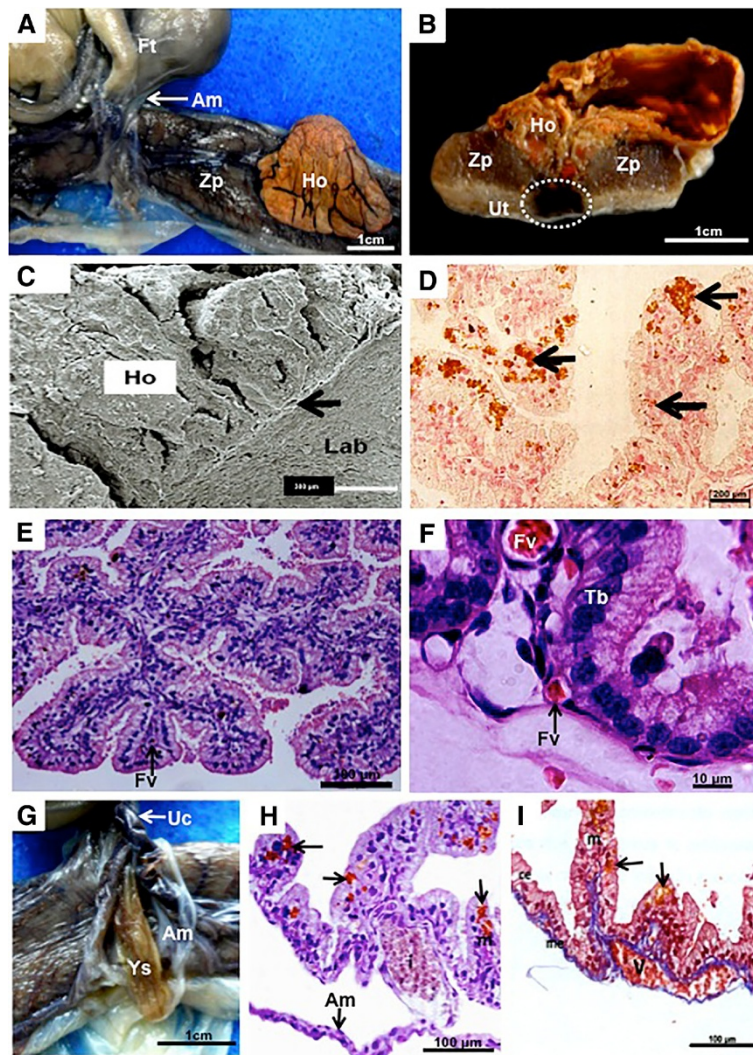 A
Ft
Am
Zp
Ho
1cm
B
Ho
Zp
Zp
Ut
1cm
C
Ho
Lab
300 µm
D
200 µm
E
Fv
300 µm
F
Fv
Tb
Fv
10 µm
G
Uc
Am
Ys
1cm
H
m
i
Am
100 µm
I
m
ce
me
V
100 µm